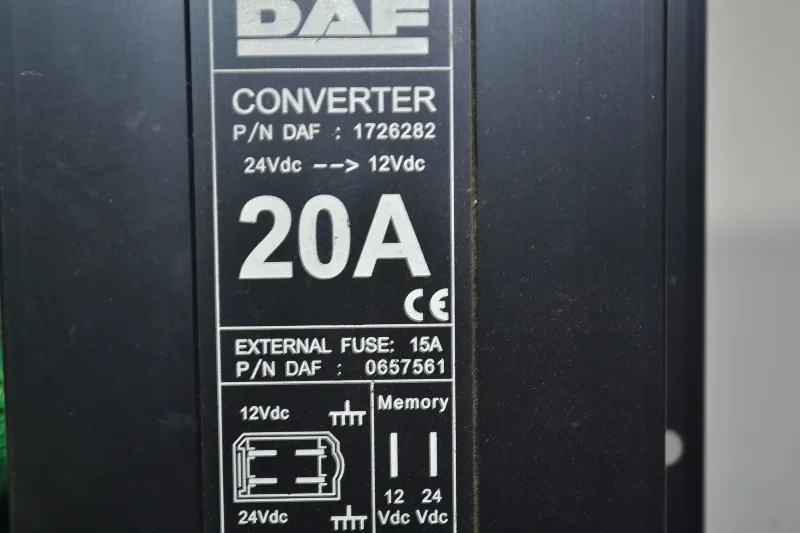 DAF
CONVERTER
P/N DAF : 1726282
24Vdc --> 12Vdc
20A
CE
EXTERNAL FUSE: 15A
P/N DAF : 0657561
12Vdc
24Vdc
Memory
12 24
Vdc Vdc